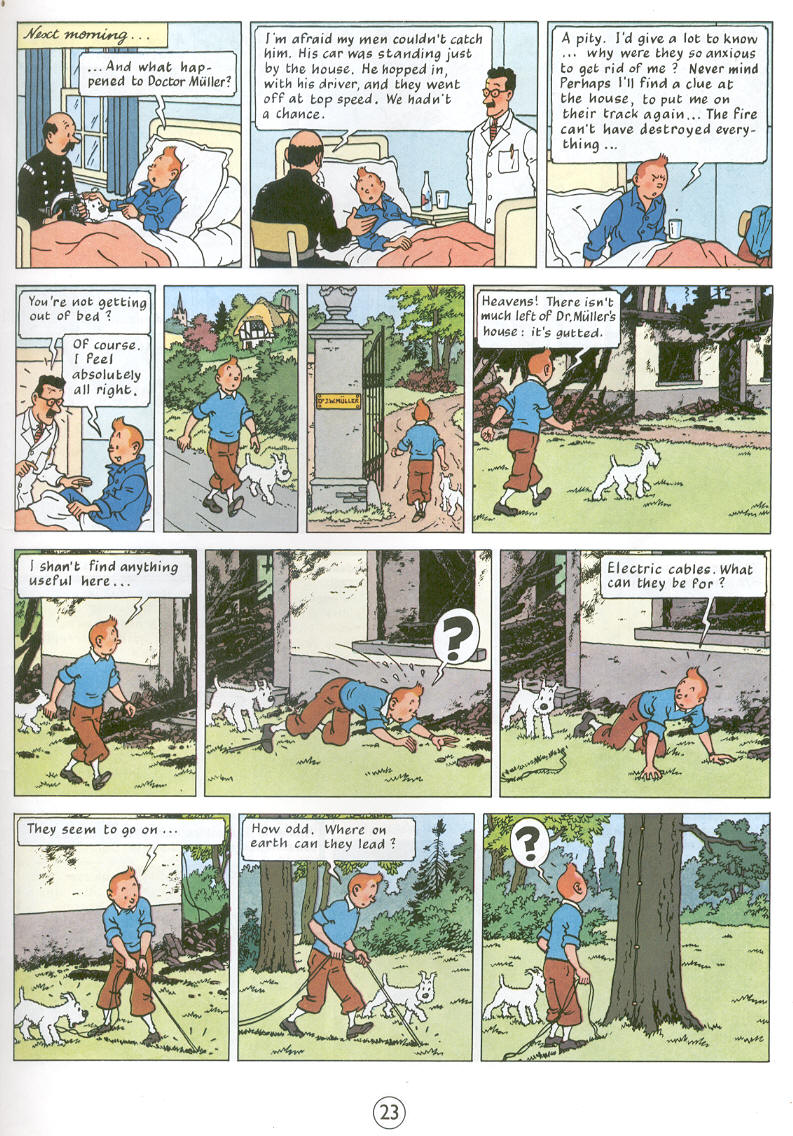 Next morning...
...And what hap-
pened to Doctor Müller?
I'm afraid my men couldn't catch
him. His car was standing just
by the house. He hopped in,
with his driver, and they went
off at top speed. We hadn't
a chance.
A pity. I'd give a lot to know
... why were they so anxious
to get rid of me? Never mind
Perhaps I'll find a clue at
the house, to put me on
their track again... The fire
can't have destroyed every-
thing ...
You're not getting
out of bed?
Of course.
I feel
absolutely
all right.
Dr J.W.MÜLLER
Heavens! There isn't
much left of Dr. Müller's
house: it's gutted.
I shan't find anything
useful here...
?
Electric cables. What
can they be for?
They seem to go on ...
How odd. Where on
earth can they lead?
?
23